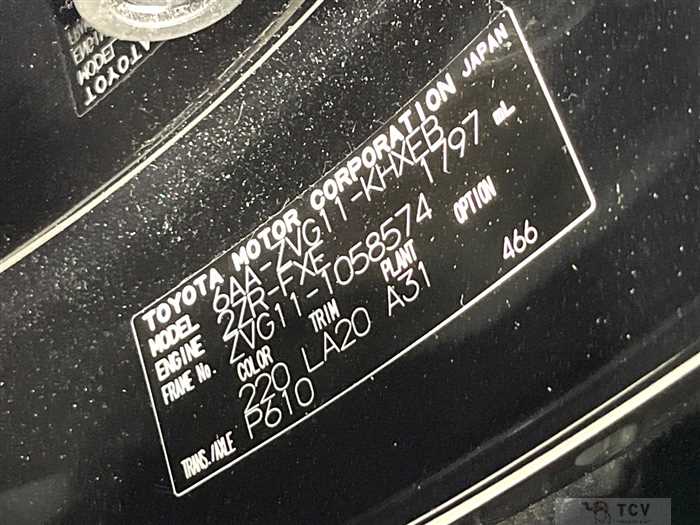 TOYOTA MOTOR CORPORATION JAPAN
MODEL 6AA-ZVG11-KHXEB
ENGINE 2ZR-FXE 1797 mL
FRAME No. ZVG11-1058574
COLOR TRIM PLANT OPTION
220 LA20 A31 466
TRANS./AXLE P610
MODEL
TOYOT
TCV